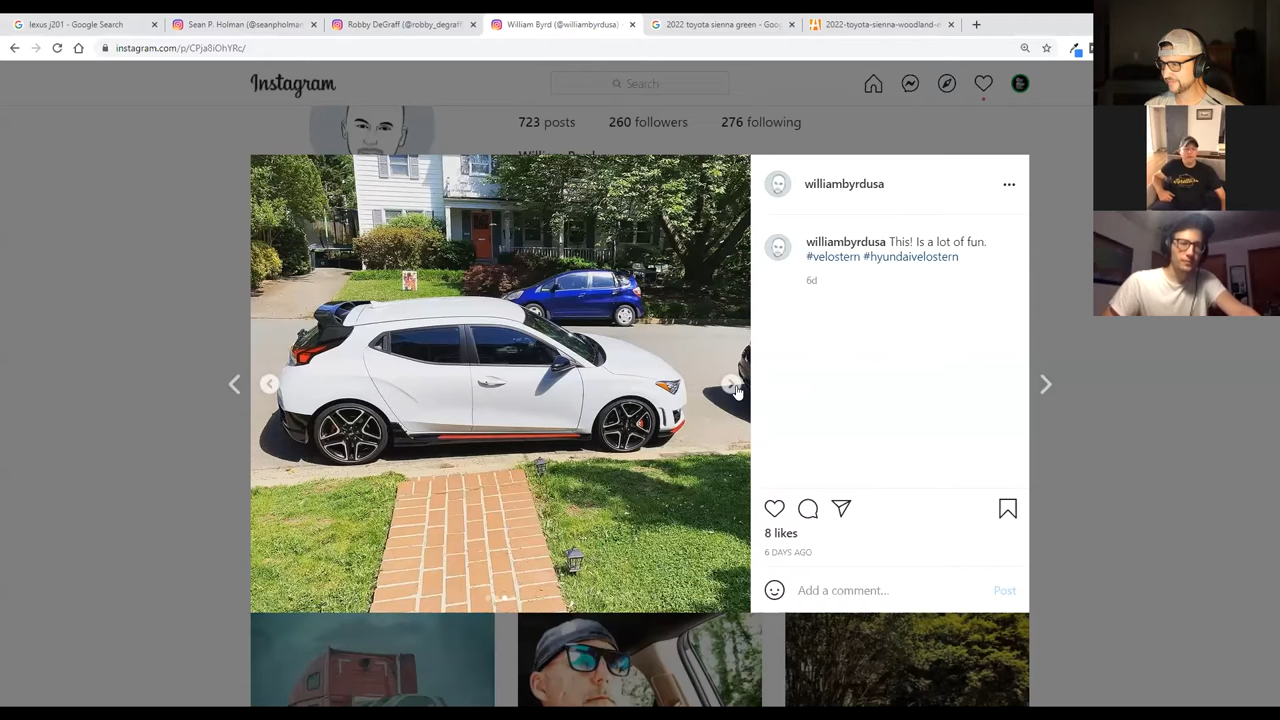 lexus j201 - Google Search
Sean P. Holman (@seanpholman
Robby DeGraff (@robby_degraff
William Byrd (@williambyrdusa)
2022 toyota sienna green - Goo
2022-toyota-sienna-woodland-e
instagram.com/p/CPja8iOhYRc/
Instagram
Search
723 posts
260 followers
276 following
williambyrdusa
williambyrdusa This! Is a lot of fun.
#velostern #hyundaivelostern
6d
8 likes
6 DAYS AGO
Add a comment...
Post